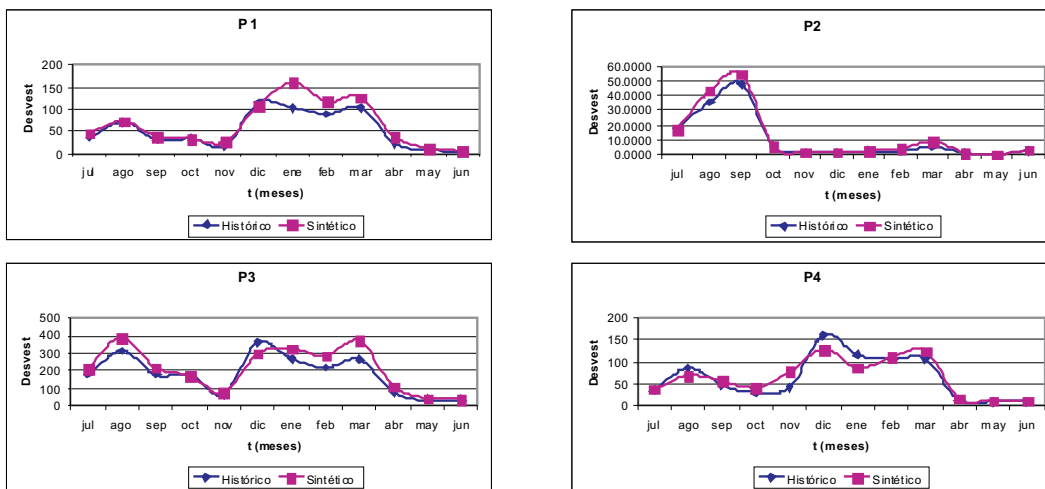 P1
200
150
100
50
0
Desvest
jul ago sep oct nov dic ene feb mar abr may jun
t (meses)
Histórico Sintético
P2
60.0000
50.0000
40.0000
30.0000
20.0000
10.0000
0.0000
Desvest
jul ago sep oct nov dic ene feb mar abr may jun
t (meses)
Histórico Sintético
P3
500
400
300
200
100
0
Desvest
jul ago sep oct nov dic ene feb mar abr may jun
t (meses)
Histórico Sintético
P4
200
150
100
50
0
Desvest
jul ago sep oct nov dic ene feb mar abr may jun
t (meses)
Histórico Sintético